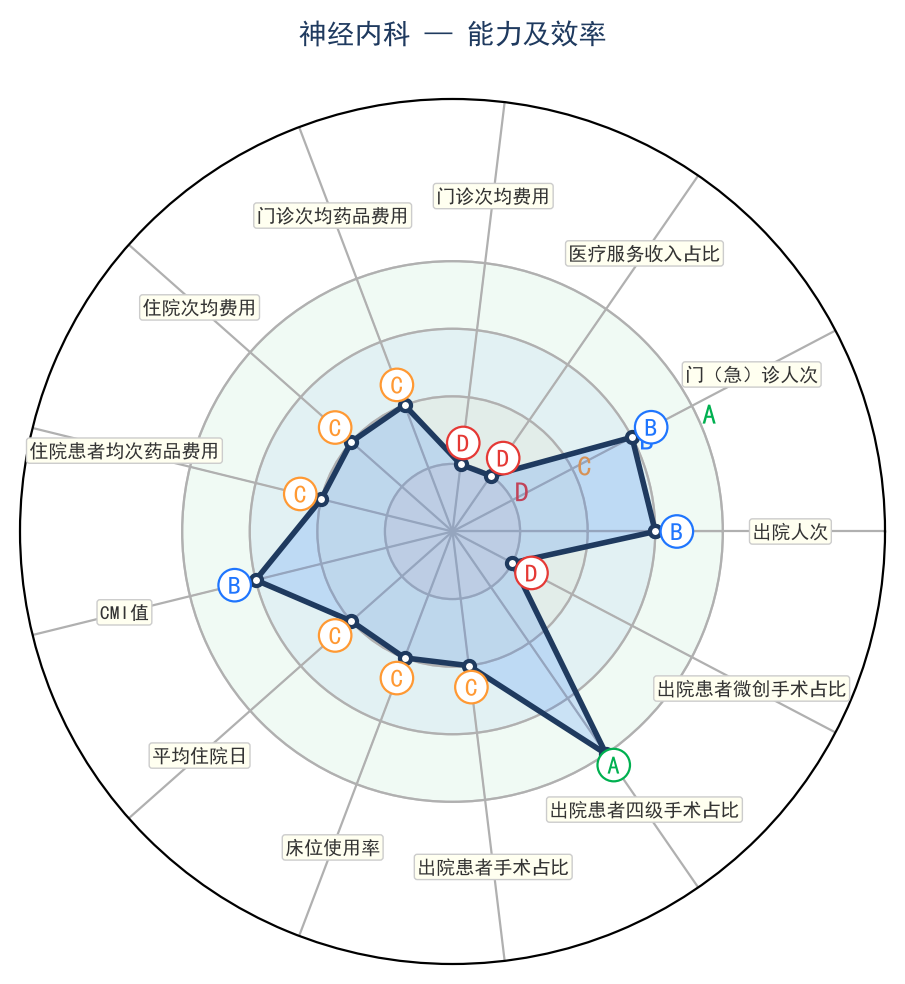 神经内科 — 能力及效率
门诊次均费用
门诊次均药品费用
医疗服务收入占比
住院次均费用
门（急）诊人次
C
A
C
B
B
D
住院患者均次药品费用
D
C
C
D
出院人次
B
D
B
CMI值
C
C
C
出院患者微创手术占比
平均住院日
A
出院患者四级手术占比
床位使用率
出院患者手术占比